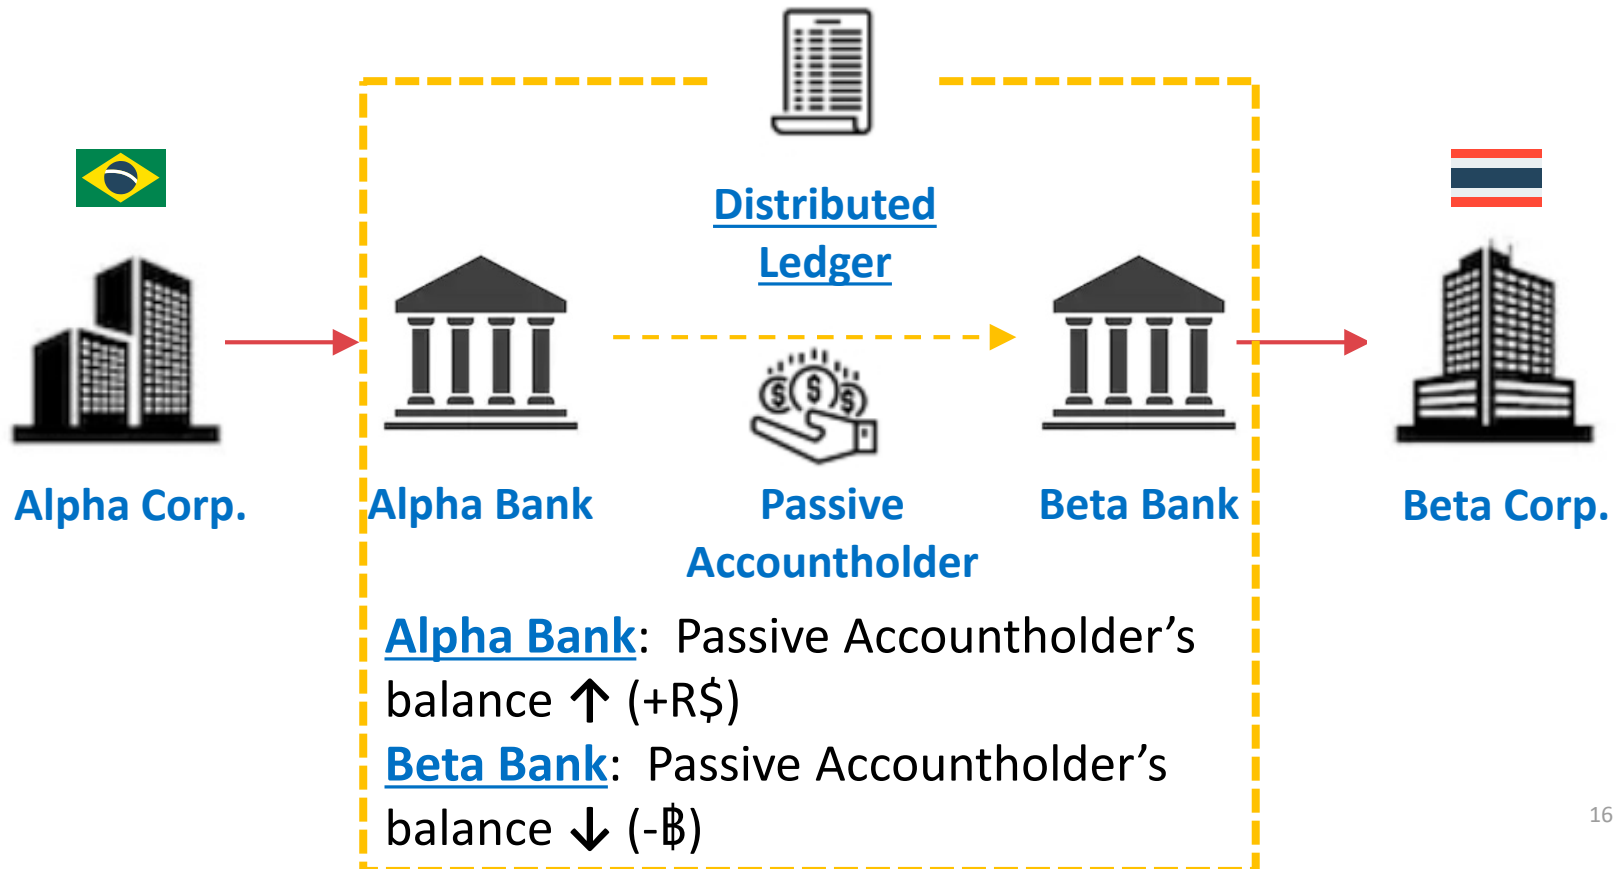 Distributed
Ledger
Alpha Corp.
Alpha Bank
Passive
Accountholder
Beta Bank
Beta Corp.
Alpha Bank:  Passive Accountholder’s
balance ↑ (+R$)
Beta Bank:  Passive Accountholder’s
balance ↓ (-฿)
16